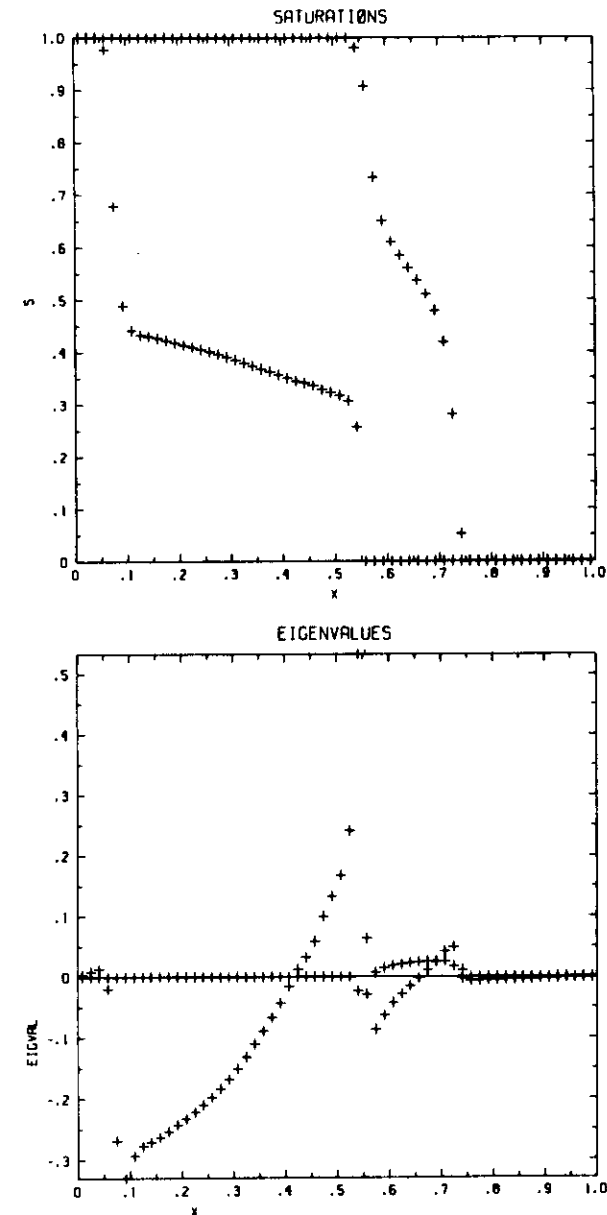 SATURATIØNS
1.0
.9
.8
.7
.6
S .5
.4
.3
.2
.1
0
0 .1 .2 .3 .4 .5 .6 .7 .8 .9 1.0
X
EIGENVALUES
.5
.4
.3
.2
.1
0
-.1
EIGVAL
-.2
-.3
0 .1 .2 .3 .4 .5 .6 .7 .8 .9 1.0
X